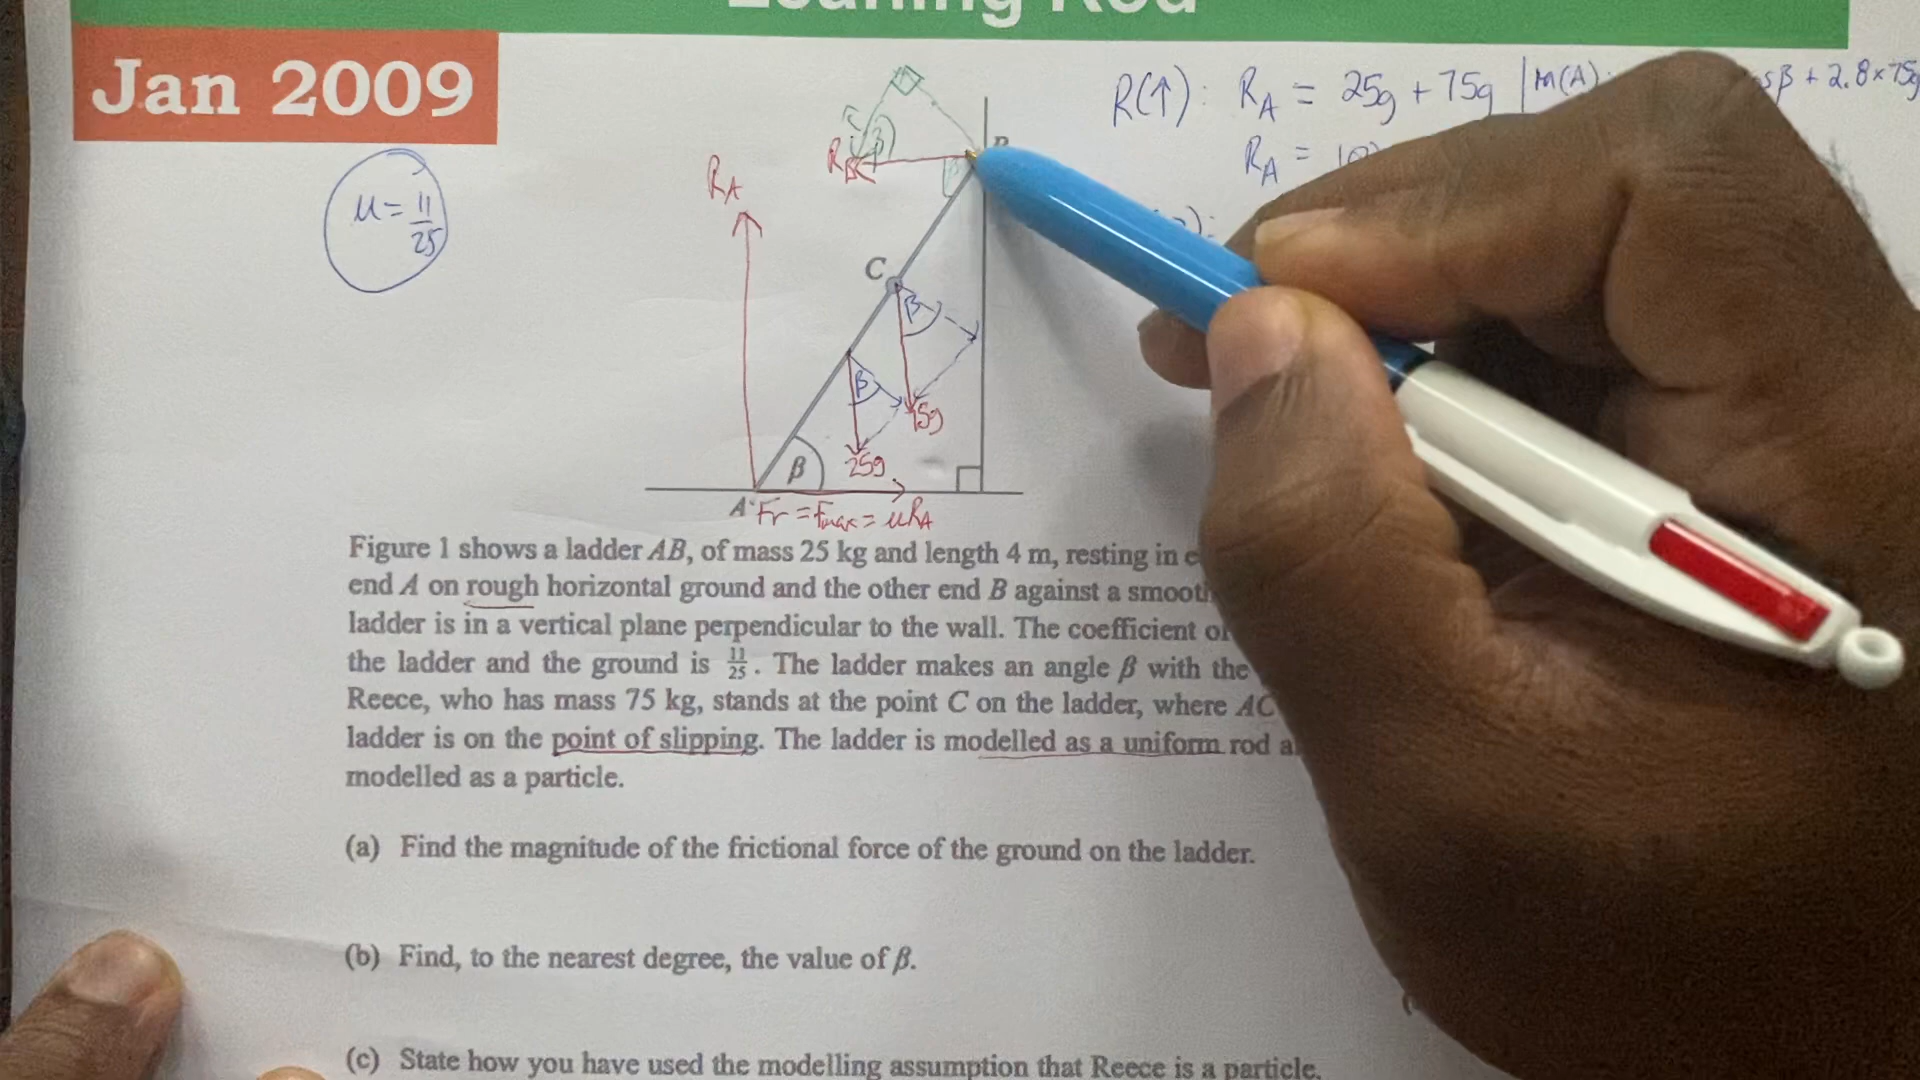 Leaning Rod
Jan 2009
R(↑): R_A = 25g + 75g | M(A):
sβ + 2.8×75g
R_A =
μ = 11/25
R_A
β
β
C
β
β
75g
25g
β
A Fr = Fmax = μR_A
Figure 1 shows a ladder AB, of mass 25 kg and length 4 m, resting in
end A on rough horizontal ground and the other end B against a
ladder is in a vertical plane perpendicular to the wall. The coefficient
the ladder and the ground is 11/25. The ladder makes an angle β with the
Reece, who has mass 75 kg, stands at the point C on the ladder, where AC
ladder is on the point of slipping. The ladder is modelled as a uniform rod
modelled as a particle.
(a) Find the magnitude of the frictional force of the ground on the ladder.
(b) Find, to the nearest degree, the value of β.
(c) State how you have used the modelling assumption that Reece is a particle.